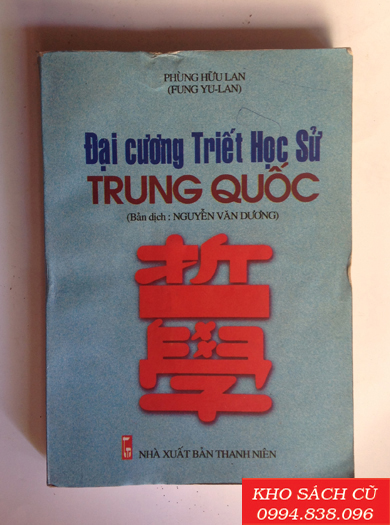 PHÙNG HỮU LAN
(FUNG YU-LAN)
Đại cương Triết Học Sử
TRUNG QUỐC
(Bản dịch : NGUYỄN VĂN DƯƠNG)
哲
學
NHÀ XUẤT BẢN THANH NIÊN
KHO SÁCH CŨ
0994.838.096